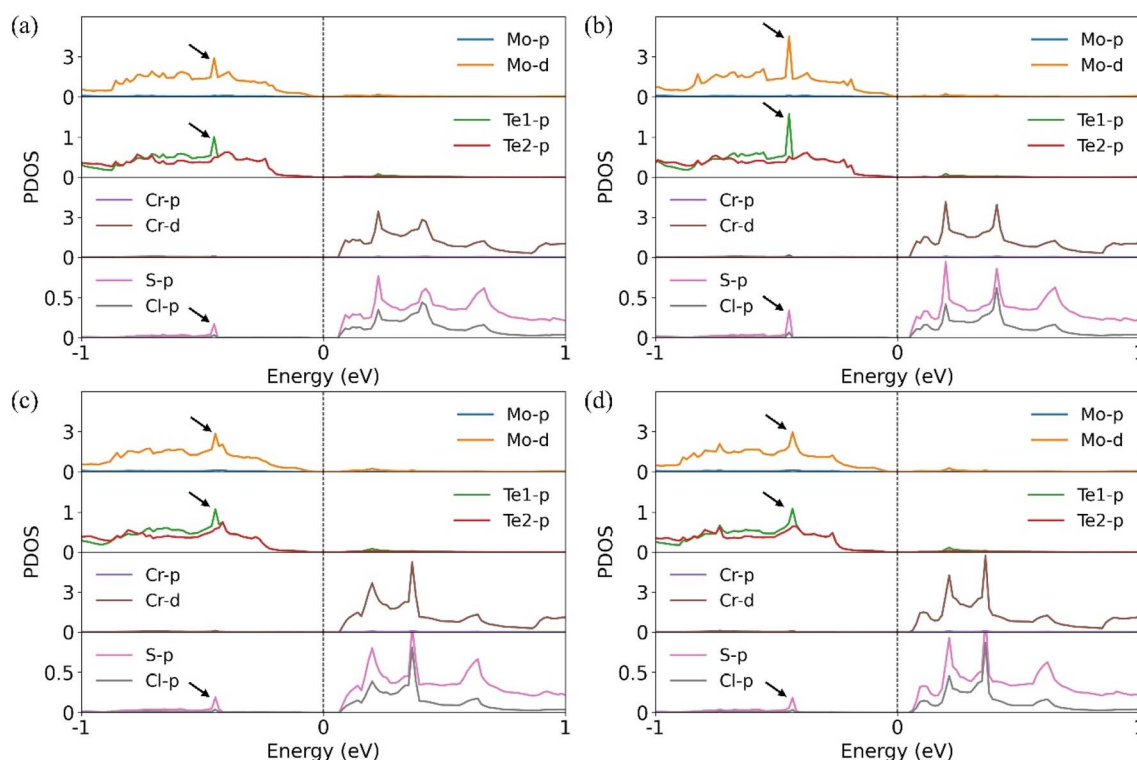 (a)
PDOS
3
0
Mo-p
Mo-d
1
0
Te1-p
Te2-p
3
0
Cr-p
Cr-d
0.5
0
S-p
Cl-p
-1
0
1
Energy (eV)
(b)
PDOS
3
0
Mo-p
Mo-d
1
0
Te1-p
Te2-p
3
0
Cr-p
Cr-d
0.5
0
S-p
Cl-p
-1
0
1
Energy (eV)
(c)
PDOS
3
0
Mo-p
Mo-d
1
0
Te1-p
Te2-p
3
0
Cr-p
Cr-d
0.5
0
S-p
Cl-p
-1
0
1
Energy (eV)
(d)
PDOS
3
0
Mo-p
Mo-d
1
0
Te1-p
Te2-p
3
0
Cr-p
Cr-d
0.5
0
S-p
Cl-p
-1
0
1
Energy (eV)